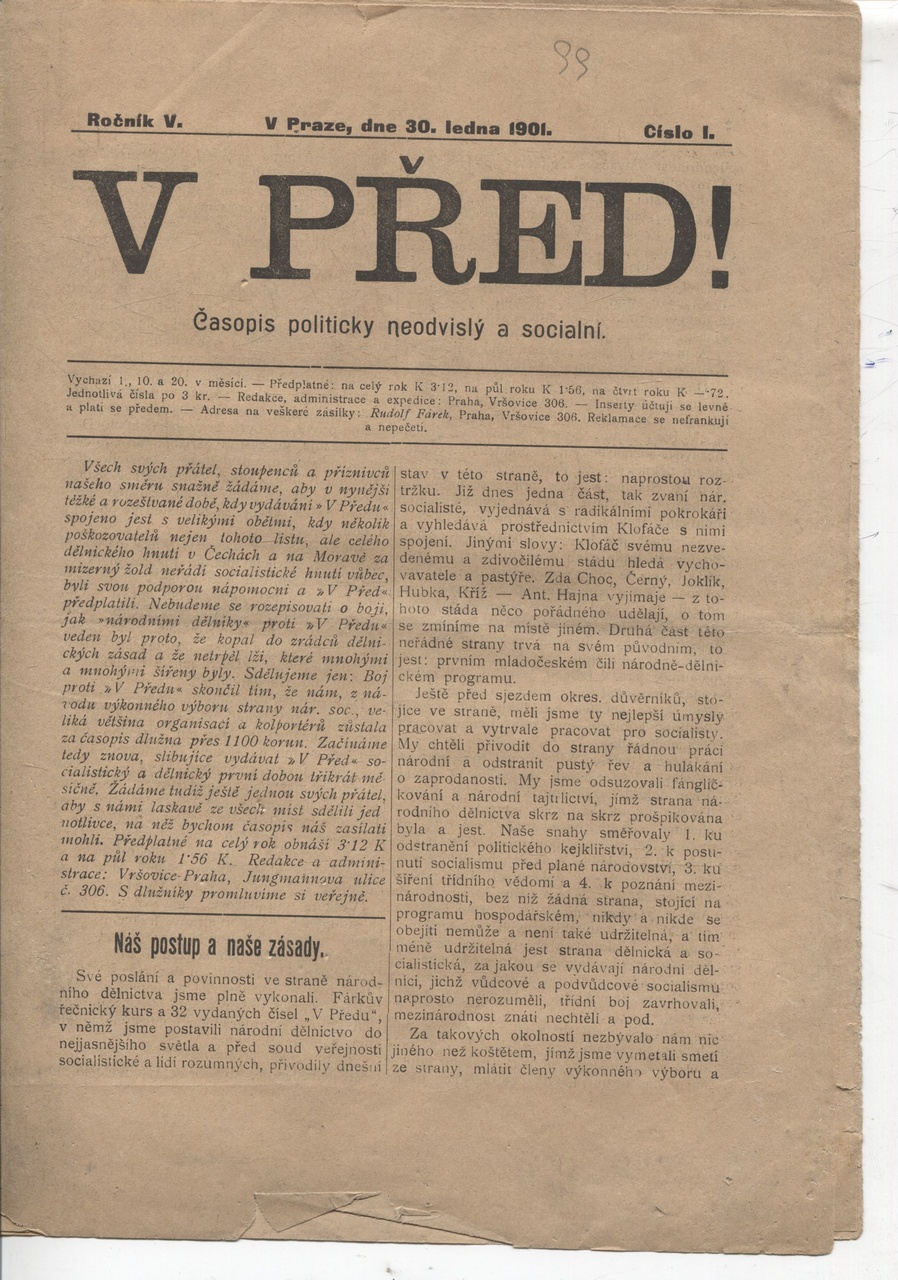 99
Ročník V.
V Praze, dne 30. ledna 1901.
Číslo 1.
V PŘED!
Časopis politicky neodvislý a socialní.
Vychází 1., 10. a 20. v měsíci. — Předplatné: na celý rok K 3·12, na půl roku K 1·56, na čtvrt roku K —·72.
Jednotlivá čísla po 3 kr. — Redakce, administrace a expedice: Praha, Vršovice 306. — Inserty účtují se levně
a platí se předem. — Adresa na veškeré zásilky: Rudolf Fárek, Praha, Vršovice 306. Reklamace se nefrankují
a nepečetí.
Všech svých přátel, stoupenců a příznivců
našeho směru snažně žádáme, aby v nynější
těžké a rozeštvané době, kdy vydávání »V Předu«
spojeno jest s velikými obětmi, kdy několik
poškozovatelů nejen tohoto listu, ale celého
dělnického hnutí v Čechách a na Moravě za
mizerný žold neřádí socialistické hnutí vůbec,
byli svou podporou nápomocni a »V Před«
předplatili. Nebudeme se rozepisovati o boji,
jak »národními dělníky« proti »V Předu«
veden byl proto, že kopal do zrádců dělni-
ckých zásad a že netrpěl lži, které mnohými
a mnohými šířeny byly. Sdělujeme jen: Boj
proti »V Předu« skončil tím, že nám, z ná-
vodu výkonného výboru strany nár. soc., ve-
liká většina organisací a kolportérů zůstala
za časopis dlužna přes 1100 korun. Začínáme
tedy znova, slibujíce vydávat »V Před« so-
cialistický a dělnický první dobou třikrát mě-
síčně. Žádáme tudíž ještě jednou svých přátel,
aby s námi laskavě ze všech míst sdělili jed
notlivce, na něž bychom časopis náš zasílati
mohli. Předplatné na celý rok obnáší 3·12 K
a na půl roku 1·56 K. Redakce a admini-
strace: Vršovice-Praha, Jungmannova ulice
č. 306. S dlužníky promluvíme si veřejně.
Náš postup a naše zásady.
Své poslání a povinnosti ve straně národ-
ního dělnictva jsme plně vykonali. Fárkův
řečnický kurs a 32 vydaných čísel „V Předu“,
v němž jsme postavili národní dělnictvo do
nejjasnějšího světla a před soud veřejnosti
socialistické a lidí rozumných, přivodily dnešní
stav v této straně, to jest: naprostou roz-
tržku. Již dnes jedna část, tak zvaní nár.
socialisté, vyjednává s radikálními pokrokáři
a vyhledává prostřednictvím Klofáče s nimi
spojení. Jinými slovy: Klofáč svému nezve-
denému a zdivočilému stádu hledá vycho-
vavatele a pastýře. Zda Choc, Černý, Joklík,
Hubka, Kříž — Ant. Hajna vyjímaje — z to-
hoto stáda něco pořádného udělají, o tom
se zmíníme na místě jiném. Druhá část této
neřádné strany trvá na svém původním, to
jest: prvním mladočeském čili národně-dělni-
ckém programu.
Ještě před sjezdem okres. důvěrníků, sto-
jíce ve straně, měli jsme ty nejlepší úmysly
pracovat a vytrvale pracovat pro socialisty.
My chtěli přivodit do strany řádnou práci
národní a odstranit pustý řev a hulákání
o zaprodanosti. My jsme odsuzovali fánglič-
kování a národní tajtrlictví, jímž strana ná-
rodního dělnictva skrz na skrz prošpikována
byla a jest. Naše snahy směřovaly 1. ku
odstranění politického kejklířství, 2. k postu-
nutí socialismu před plané národovství, 3. ku
šíření třídního vědomí a 4. k poznání mezi-
národnosti, bez níž žádná strana, stojící na
programu hospodářském, nikdy a nikde se
obejíti nemůže a není také udržitelná, a tím
méně udržitelná jest strana dělnická a so-
cialistická, za jakou se vydávají národní děl-
níci, jichž vůdcové a podvůdcové socialismu
naprosto nerozuměli, třídní boj zavrhovali,
mezinárodnost znáti nechtěli a pod.
Za takových okolností nezbývalo nám nic
jiného než koštětem, jímž jsme vymetali smetí
ze strany, mlátit členy výkonného výboru a